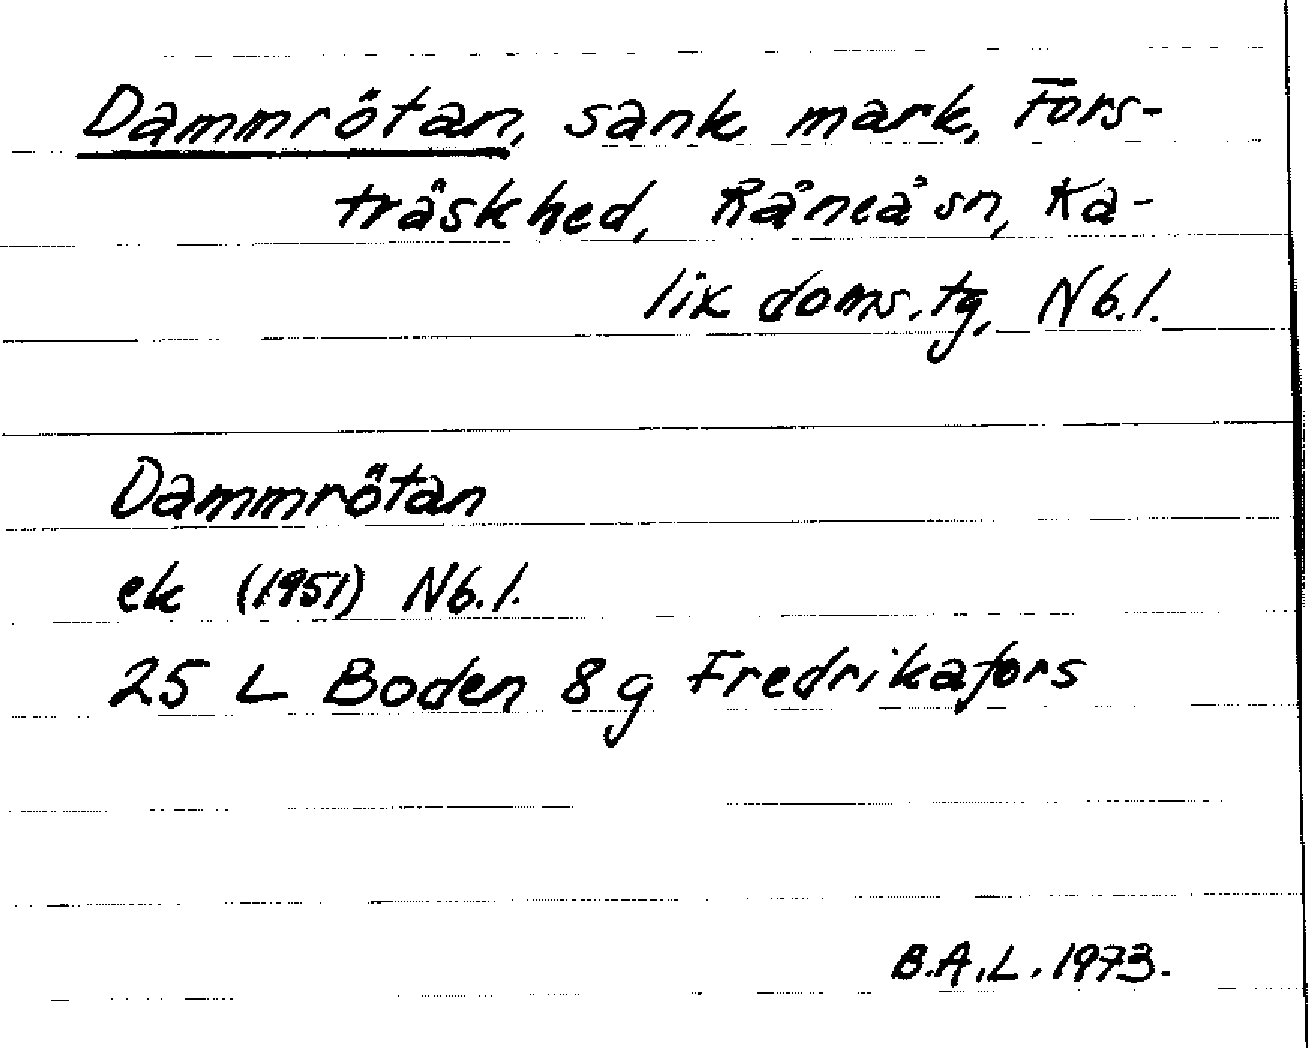 Dammrötan, sank mark, Fors-
träskhed, Råneå sn, Ka-
lix doms.tg, Nb.l.
Dammrötan
ek (1951) Nb.l.
25 L Boden 8 g Fredrikafors
B.A.L. 1973.